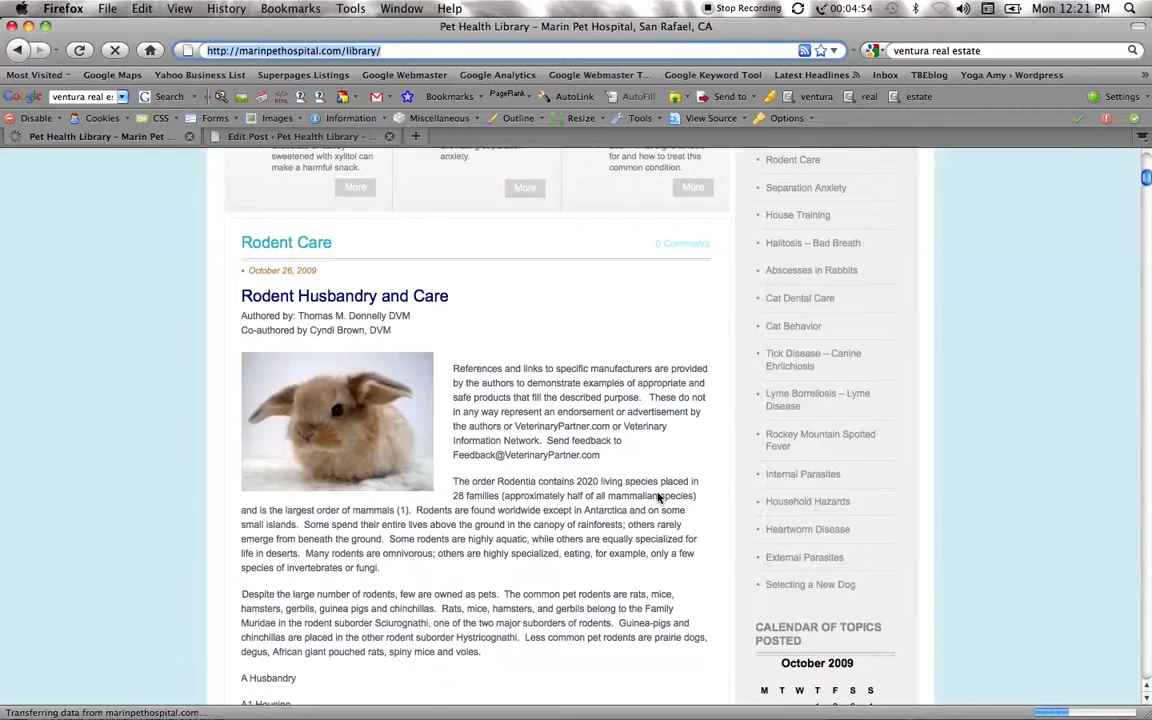 Firefox File Edit View History Bookmarks Tools Window Help Stop Recording 00:04:54 Mon 12:21 PM
Pet Health Library – Marin Pet Hospital, San Rafael, CA
http://marinpethospital.com/library/ ventura real estate
Most Visited Google Maps Yahoo Business List Superpages Listings Google Webmaster Google Analytics Google Webmaster T... Google Keyword Tool Latest Headlines Inbox TBEblog Yoga Amy › Wordpress »
Google ventura real e: Search Bookmarks PageRank AutoLink AutoFill Send to ventura real estate Settings
Disable Cookies CSS Forms Images Information Miscellaneous Outline Resize Tools View Source Options
Pet Health Library – Marin Pet ... Edit Post ‹ Pet Health Library – ...
sweetened with xylitol can make a harmful snack.
anxiety.
for and how to treat this common condition.
More More More
Rodent Care 0 Comments
• October 26, 2009
Rodent Husbandry and Care
Authored by: Thomas M. Donnelly DVM
Co-authored by Cyndi Brown, DVM
References and links to specific manufacturers are provided
by the authors to demonstrate examples of appropriate and
safe products that fill the described purpose. These do not
in any way represent an endorsement or advertisement by
the authors or VeterinaryPartner.com or Veterinary
Information Network. Send feedback to
Feedback@VeterinaryPartner.com
The order Rodentia contains 2020 living species placed in
28 families (approximately half of all mammalian species)
and is the largest order of mammals (1). Rodents are found worldwide except in Antarctica and on some
small islands. Some spend their entire lives above the ground in the canopy of rainforests; others rarely
emerge from beneath the ground. Some rodents are highly aquatic, while others are equally specialized for
life in deserts. Many rodents are omnivorous; others are highly specialized, eating, for example, only a few
species of invertebrates or fungi.
Despite the large number of rodents, few are owned as pets. The common pet rodents are rats, mice,
hamsters, gerbils, guinea pigs and chinchillas. Rats, mice, hamsters, and gerbils belong to the Family
Muridae in the rodent suborder Sciurognathi, one of the two major suborders of rodents. Guinea-pigs and
chinchillas are placed in the other rodent suborder Hystricognathi. Less common pet rodents are prairie dogs,
degus, African giant pouched rats, spiny mice and voles.
A Husbandry
A1 Housing
• Rodent Care
• Separation Anxiety
• House Training
• Halitosis – Bad Breath
• Abscesses in Rabbits
• Cat Dental Care
• Cat Behavior
• Tick Disease – Canine
Ehrlichiosis
• Lyme Borreliosis – Lyme
Disease
• Rockey Mountain Spotted
Fever
• Internal Parasites
• Household Hazards
• Heartworm Disease
• External Parasites
• Selecting a New Dog
CALENDAR OF TOPICS
POSTED
October 2009
M T W T F S S
Transferring data from marinpethospital.com...